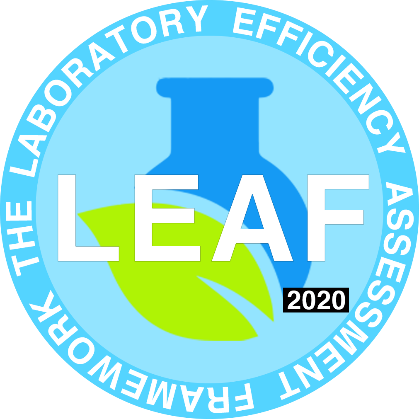 THE LABORATORY EFFICIENCY ASSESSMENT FRAMEWORK
LEAF
2020